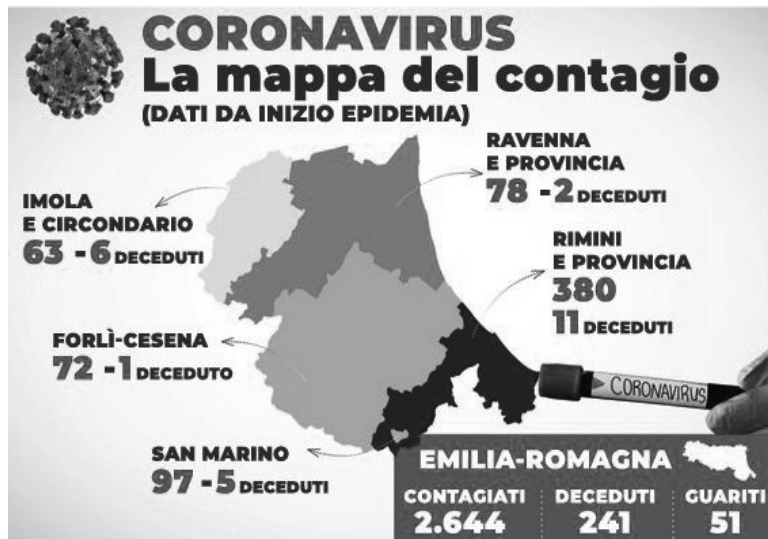 CORONAVIRUS
La mappa del contagio
(DATI DA INIZIO EPIDEMIA)
RAVENNA
E PROVINCIA
78 - 2 DECEDUTI
IMOLA
E CIRCONDARIO
63 - 6 DECEDUTI
RIMINI
E PROVINCIA
380
11 DECEDUTI
FORLÌ-CESENA
72 - 1 DECEDUTO
CORONAVIRUS
SAN MARINO
97 - 5 DECEDUTI
EMILIA-ROMAGNA
CONTAGIATI DECEDUTI GUARITI
2.644 241 51